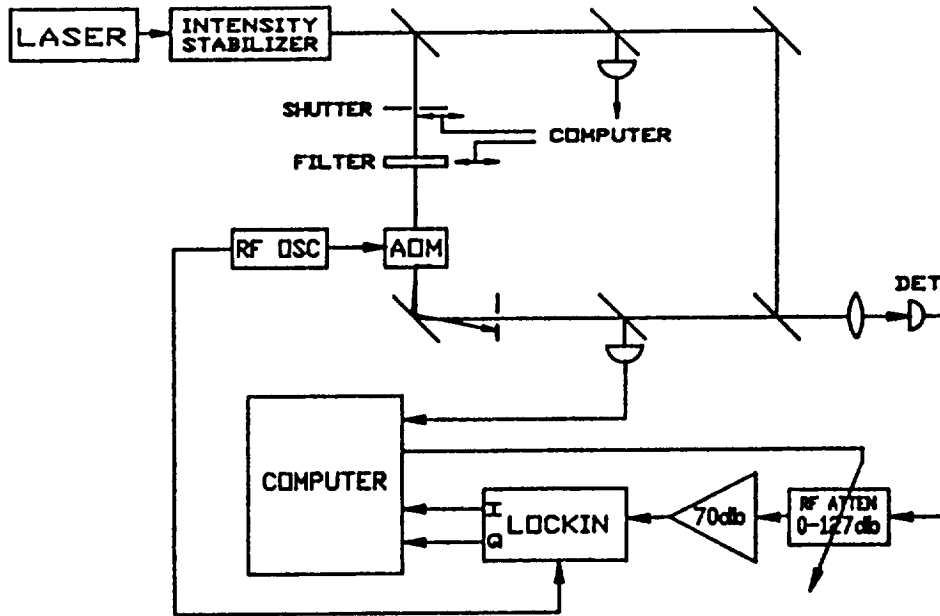 LASER
INTENSITY
STABILIZER
SHUTTER
COMPUTER
FILTER
RF OSC
AOM
DET
COMPUTER
I
Q
LOCKIN
70db
RF ATTEN
0-127db